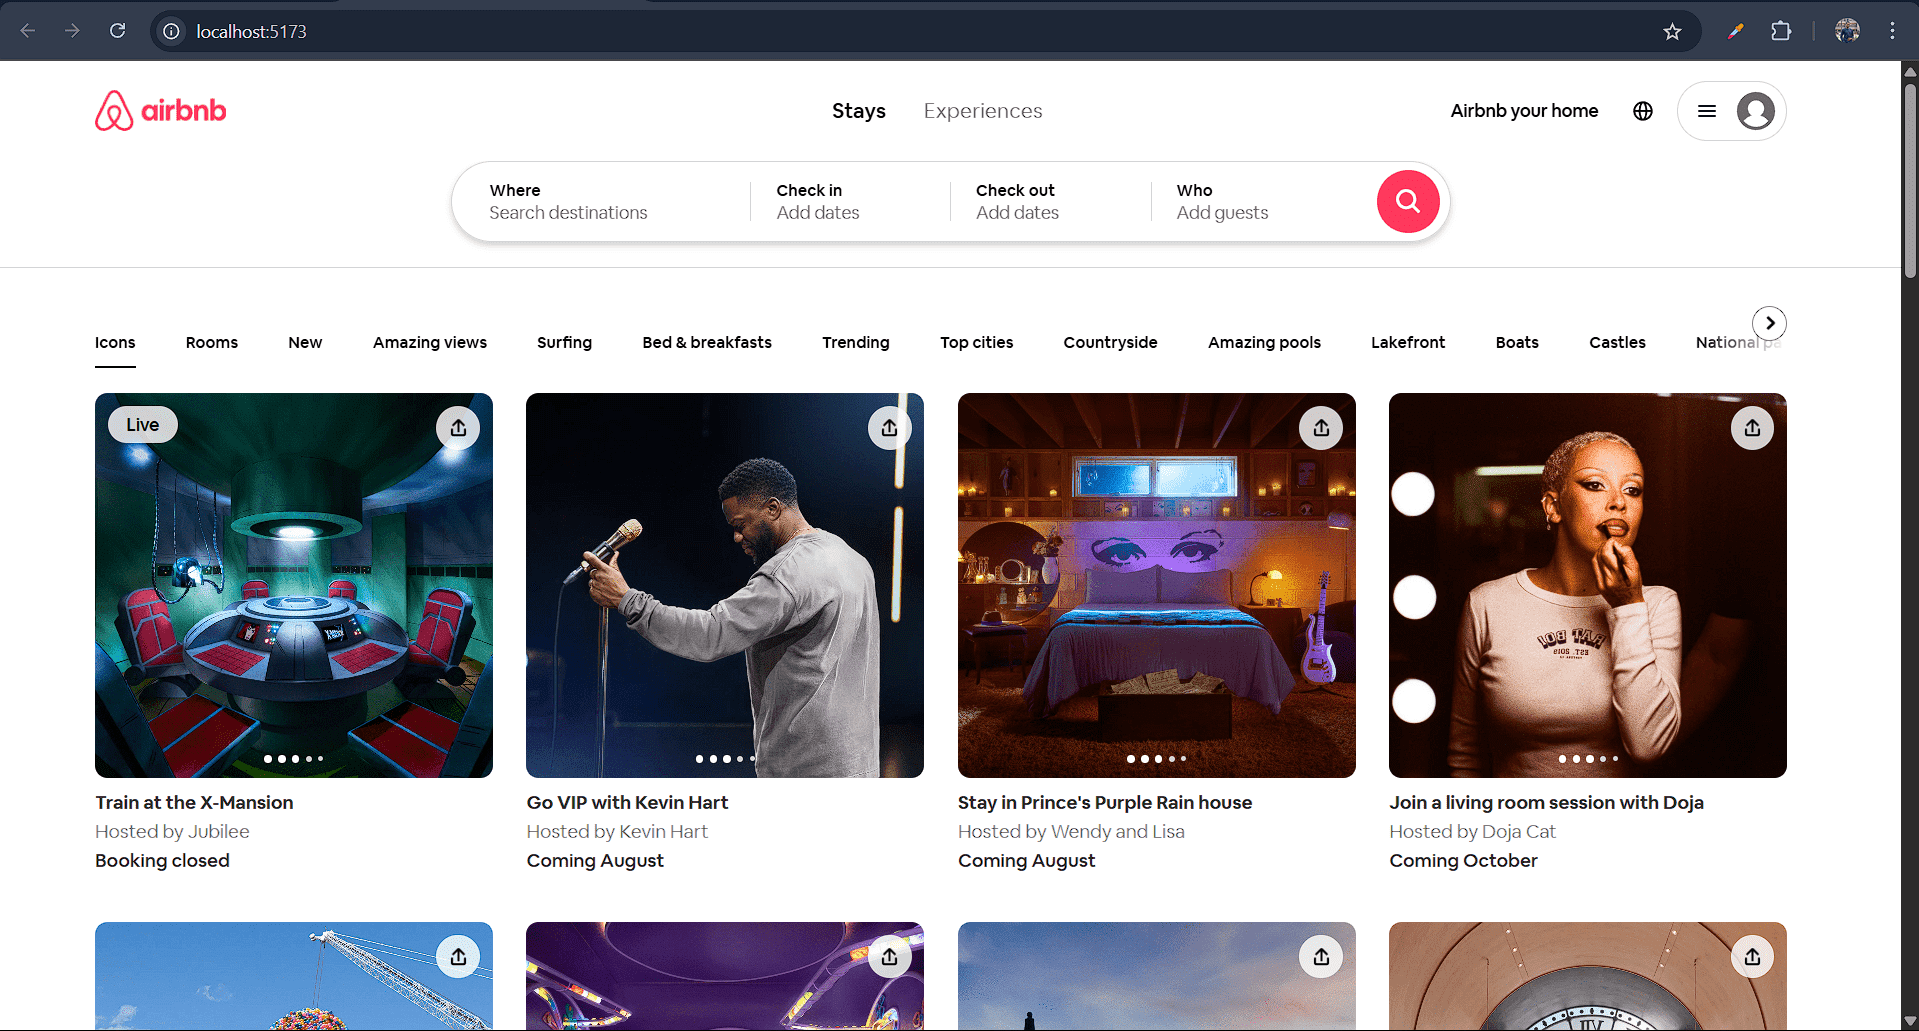 localhost:5173
airbnb
Stays Experiences
Airbnb your home
Where Check in Check out Who
Search destinations Add dates Add dates Add guests
Icons Rooms New Amazing views Surfing Bed & breakfasts Trending Top cities Countryside Amazing pools Lakefront Boats Castles National pa
Live
Train at the X-Mansion
Hosted by Jubilee
Booking closed
Go VIP with Kevin Hart
Hosted by Kevin Hart
Coming August
Stay in Prince's Purple Rain house
Hosted by Wendy and Lisa
Coming August
RAT BOI
EST. 2019
Join a living room session with Doja
Hosted by Doja Cat
Coming October